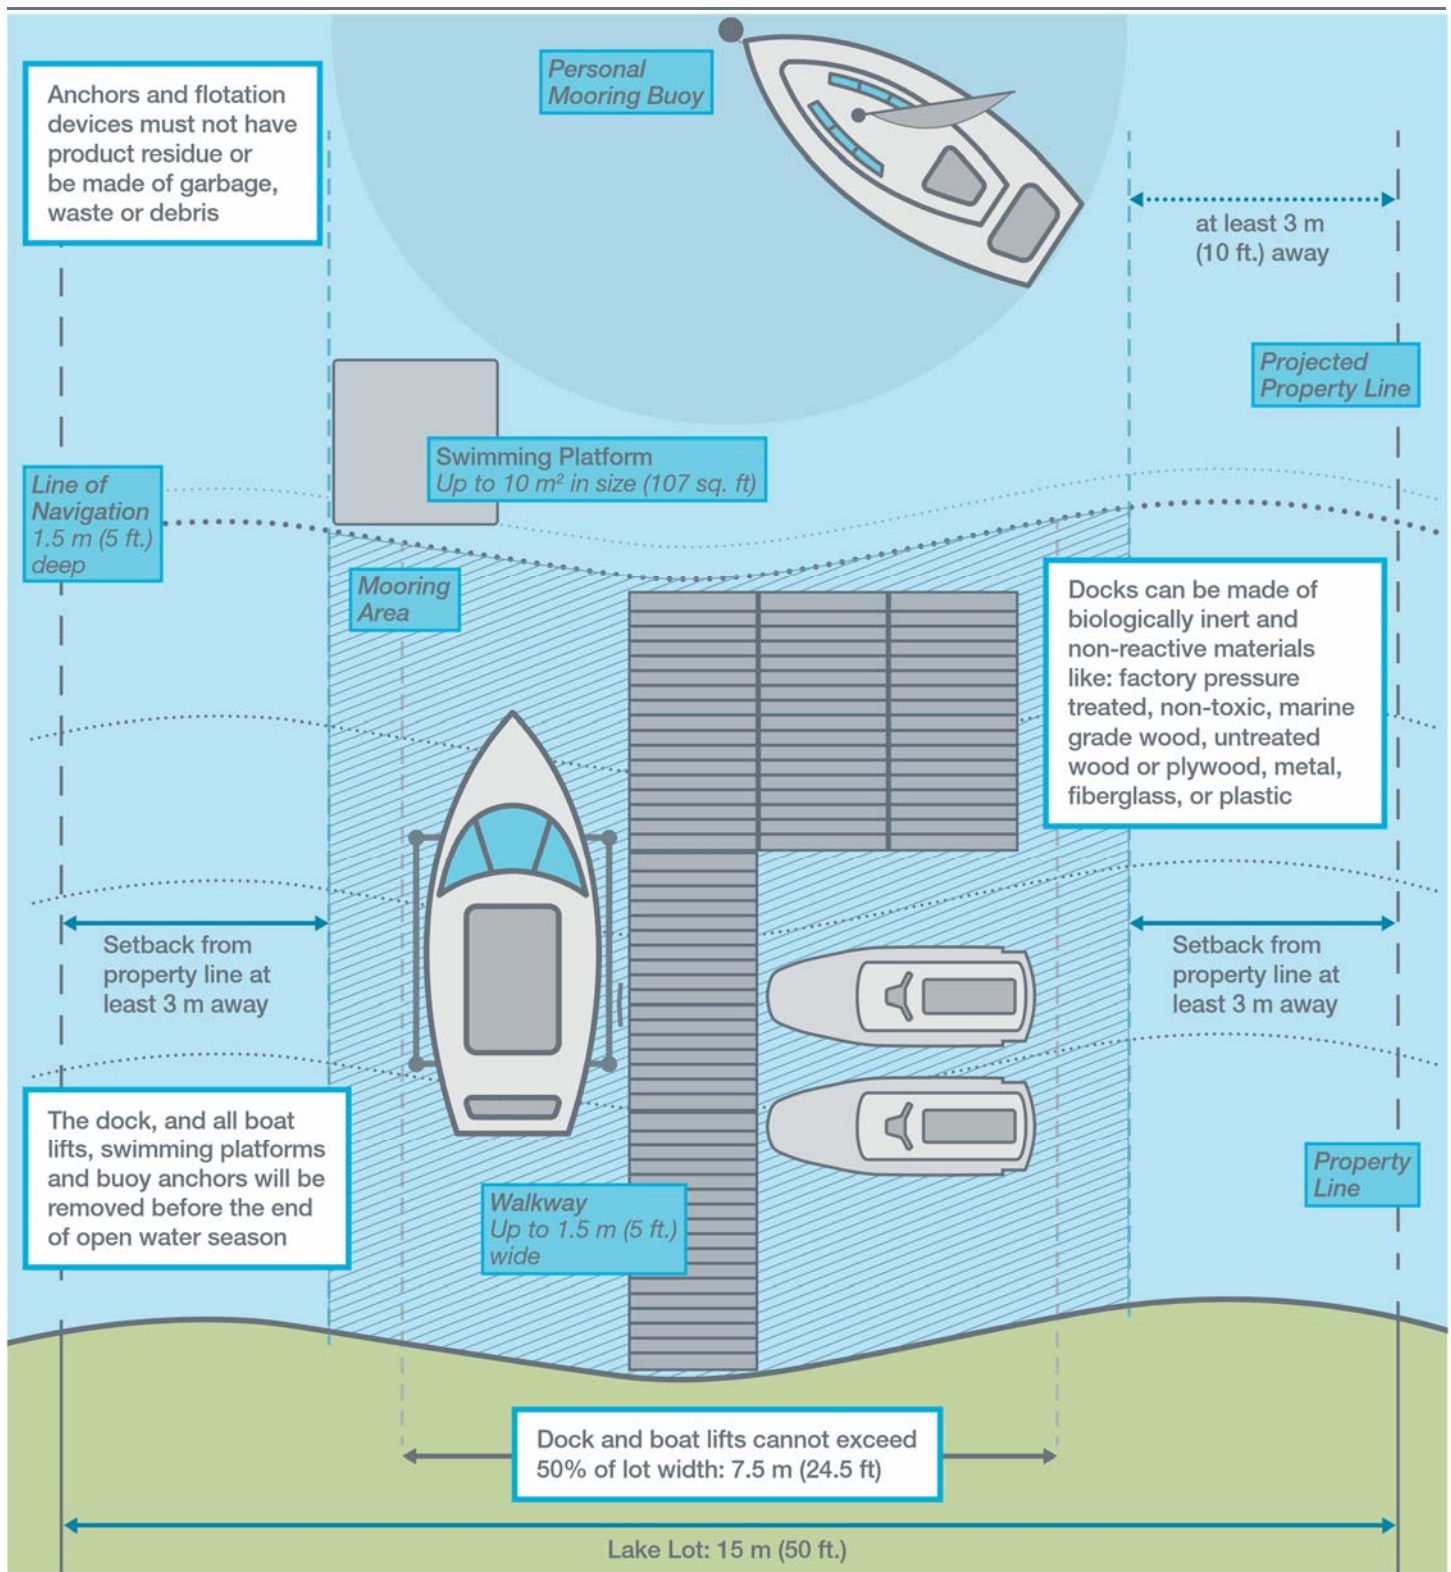 Personal
Mooring Buoy
Anchors and flotation
devices must not have
product residue or
be made of garbage,
waste or debris
at least 3 m
(10 ft.) away
Projected
Property Line
Swimming Platform
Up to 10 m² in size (107 sq. ft)
Line of
Navigation
1.5 m (5 ft.)
deep
Mooring
Area
Docks can be made of
biologically inert and
non-reactive materials
like: factory pressure
treated, non-toxic, marine
grade wood, untreated
wood or plywood, metal,
fiberglass, or plastic
Setback from
property line at
least 3 m away
Setback from
property line at
least 3 m away
The dock, and all boat
lifts, swimming platforms
and buoy anchors will be
removed before the end
of open water season
Property
Line
Walkway
Up to 1.5 m (5 ft.)
wide
Dock and boat lifts cannot exceed
50% of lot width: 7.5 m (24.5 ft)
Lake Lot: 15 m (50 ft.)